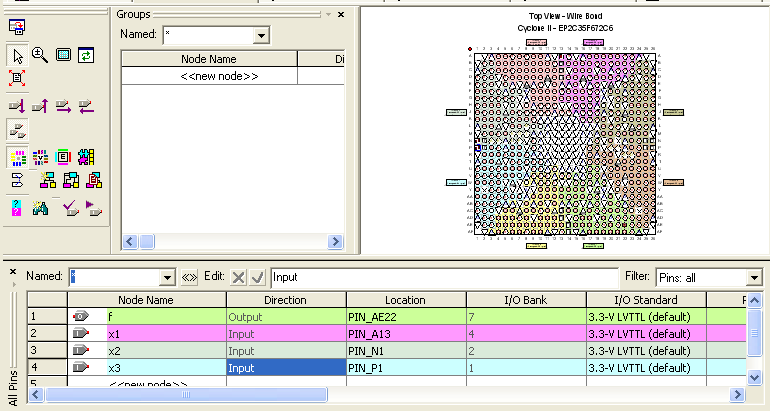 Groups
Named: *
Node Name Di
<<new node>>
Top View - Wire Bond
Cyclone II - EP2C35F672C6
Named: * <<>> Edit: Input Filter: Pins: all
Node Name Direction Location I/O Bank I/O Standard
1 f Output PIN_AE22 7 3.3-V LVTTL (default)
2 x1 Input PIN_A13 4 3.3-V LVTTL (default)
3 x2 Input PIN_N1 2 3.3-V LVTTL (default)
4 x3 Input PIN_P1 1 3.3-V LVTTL (default)
5 <<new node>>
All Pins